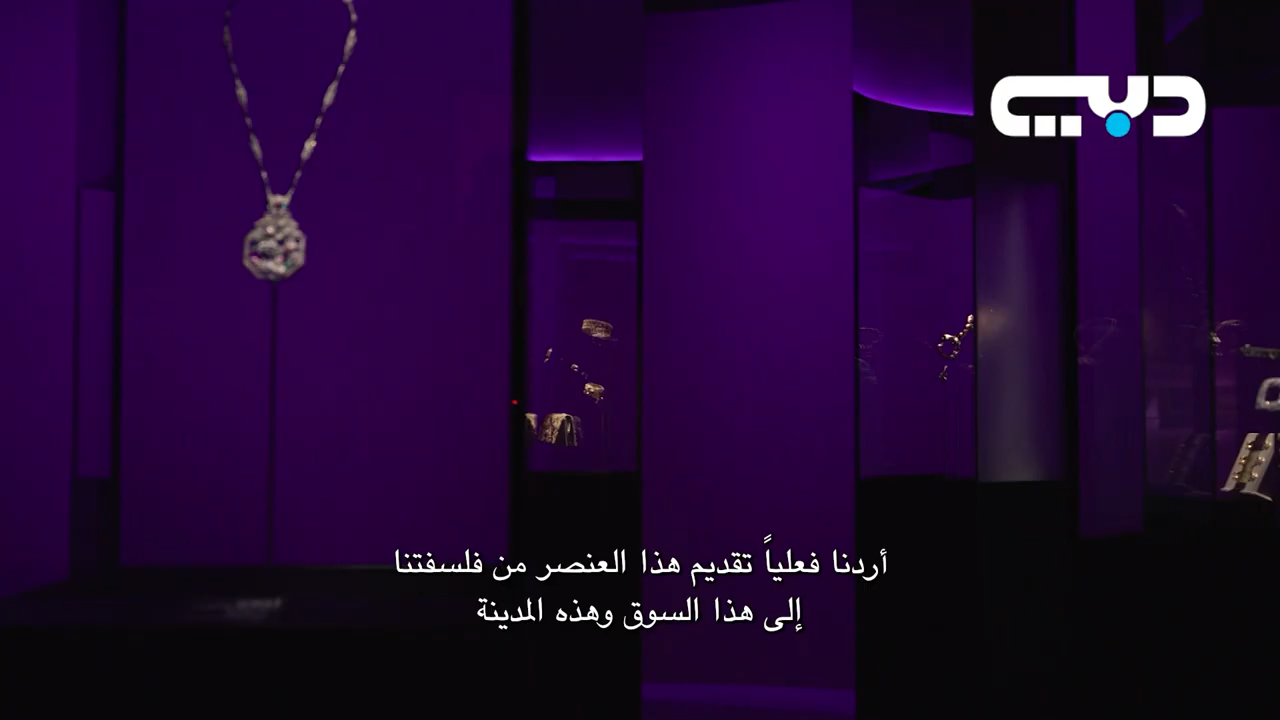 دبي
أردنا فعلياً تقديم هذا العنصر من فلسفتنا
إلى هذا السوق وهذه المدينة